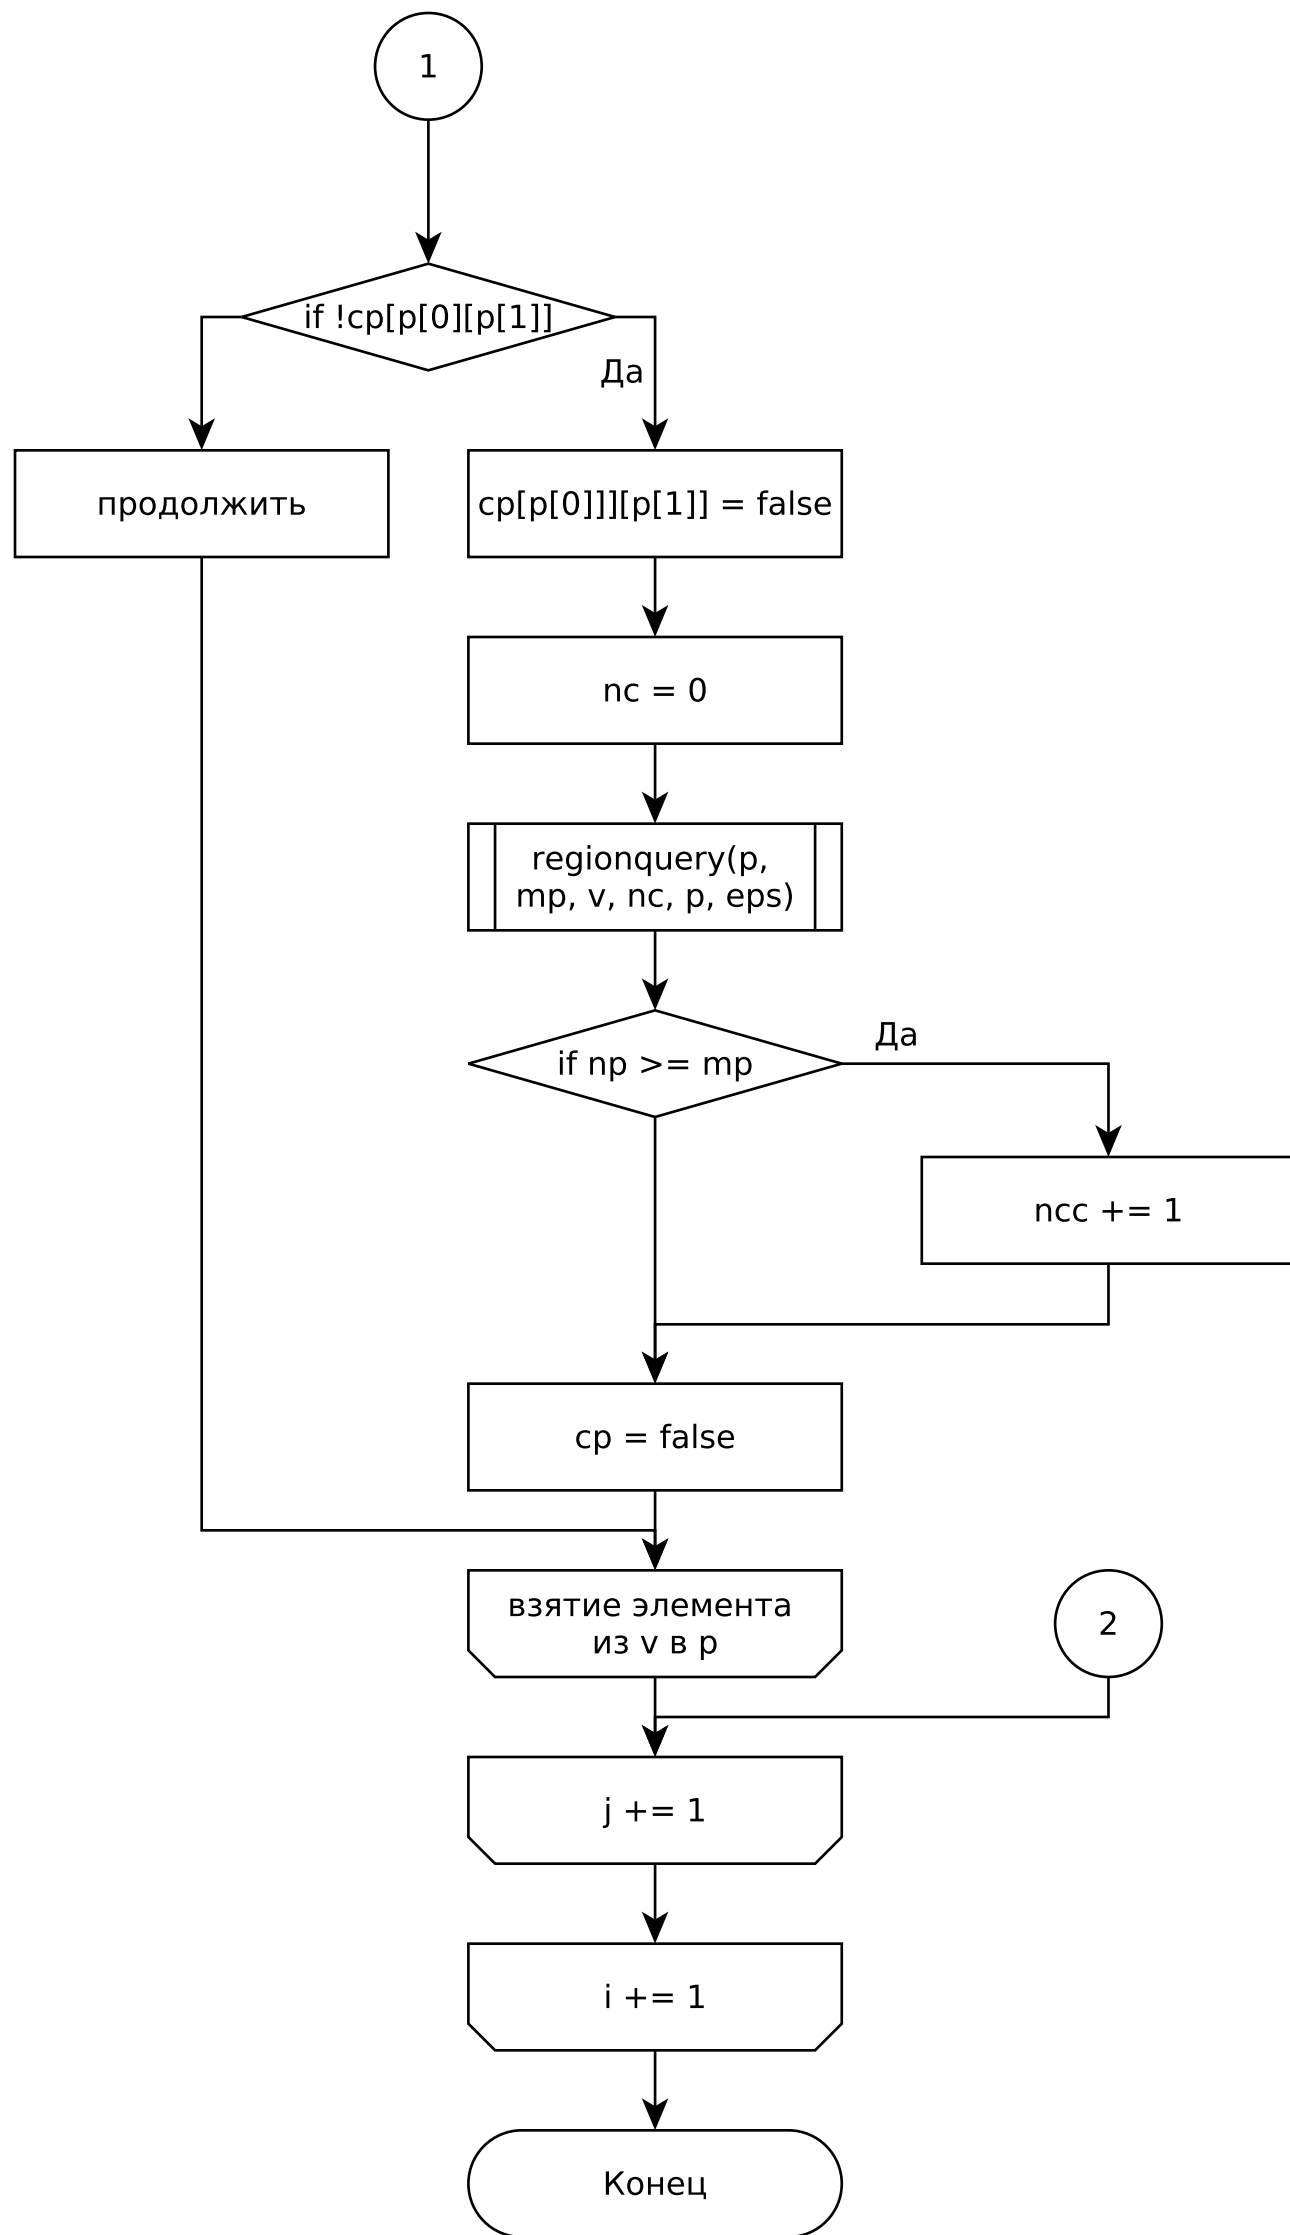 1
if !cp[p[0][p[1]]
Да
продолжить
cp[p[0]]][p[1]] = false
nc = 0
regionquery(p,
mp, v, nc, p, eps)
Да
if np >= mp
ncc += 1
cp = false
взятие элемента
из v в p
2
j += 1
i += 1
Конец